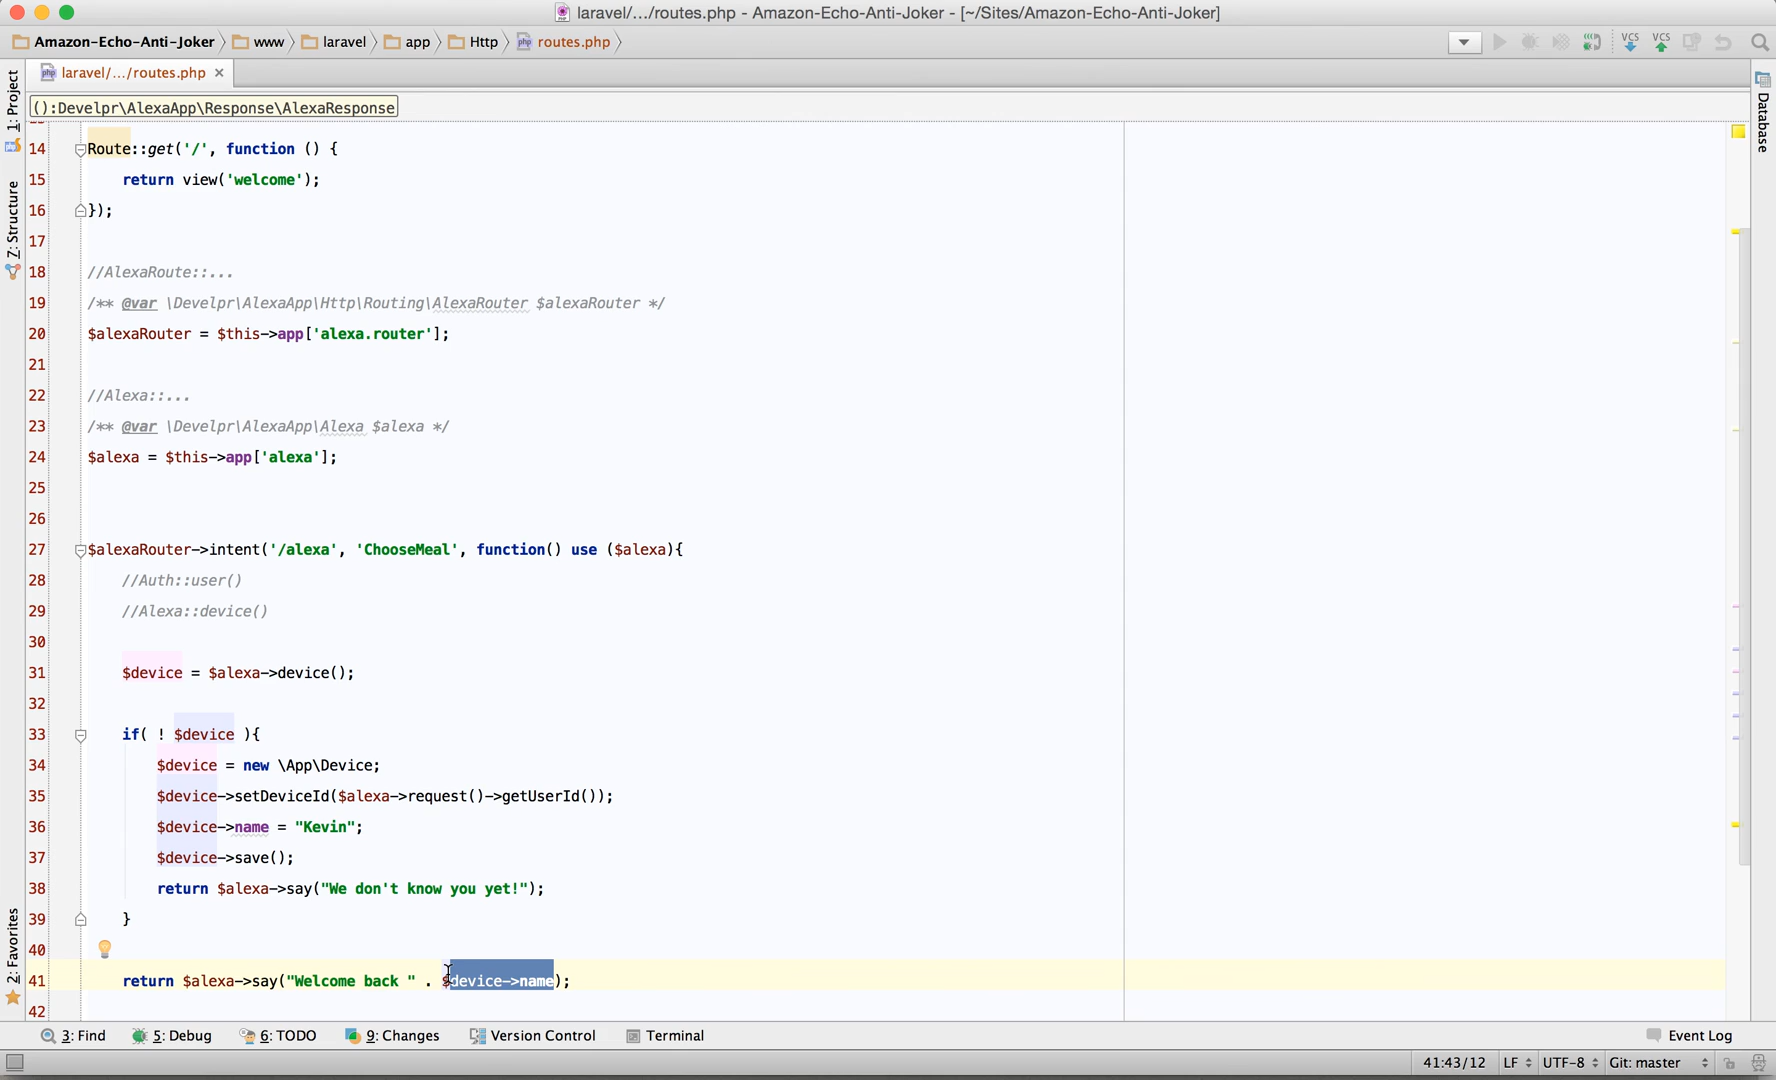 laravel/.../routes.php - Amazon-Echo-Anti-Joker - [~/Sites/Amazon-Echo-Anti-Joker]
Amazon-Echo-Anti-Joker www laravel app Http routes.php
VCS VCS
laravel/.../routes.php
():Develpr\AlexaApp\Response\AlexaResponse
1: Project
7: Structure
2: Favorites
Database
14 Route::get('/', function () {
15 return view('welcome');
16 });
17
18 //AlexaRoute::...
19 /** @var \Develpr\AlexaApp\Http\Routing\AlexaRouter $alexaRouter */
20 $alexaRouter = $this->app['alexa.router'];
21
22 //Alexa::...
23 /** @var \Develpr\AlexaApp\Alexa $alexa */
24 $alexa = $this->app['alexa'];
25
26
27 $alexaRouter->intent('/alexa', 'ChooseMeal', function() use ($alexa){
28 //Auth::user()
29 //Alexa::device()
30
31 $device = $alexa->device();
32
33 if( ! $device ){
34 $device = new \App\Device;
35 $device->setDeviceId($alexa->request()->getUserId());
36 $device->name = "Kevin";
37 $device->save();
38 return $alexa->say("We don't know you yet!");
39 }
40
41 return $alexa->say("Welcome back " . $device->name);
42
3: Find 5: Debug 6: TODO 9: Changes Version Control Terminal Event Log
41:43/12 LF UTF-8 Git: master